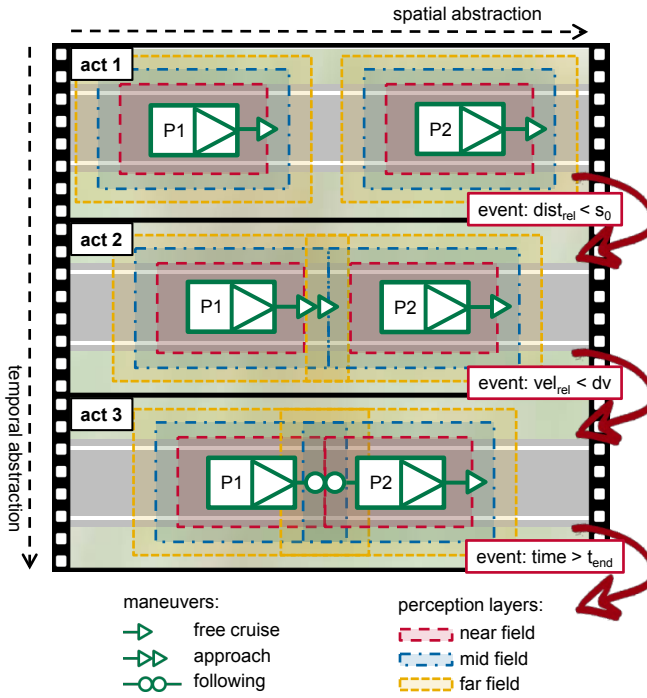 spatial abstraction
temporal abstraction
act 1
P1
P2
event: dist_rel < s_0
act 2
P1
P2
event: vel_rel < dv
act 3
P1
P2
event: time > t_end
maneuvers:
free cruise
approach
following
perception layers:
near field
mid field
far field